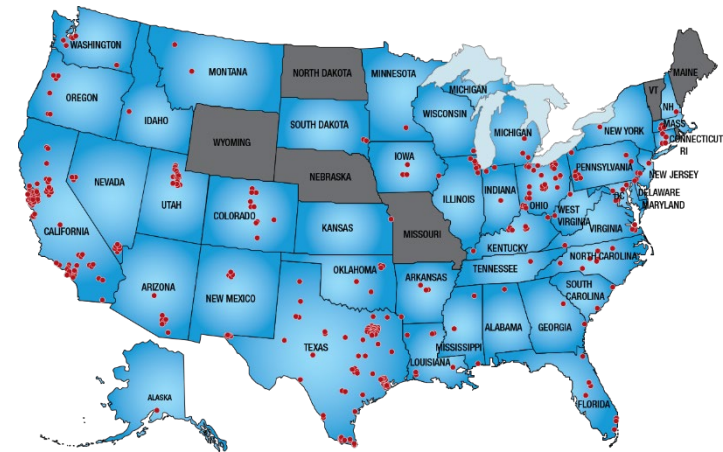 WASHINGTON
MONTANA
NORTH DAKOTA
MINNESOTA
MICHIGAN
VT
MAINE
NH
OREGON
IDAHO
SOUTH DAKOTA
WISCONSIN
MICHIGAN
NEW YORK
MASS
CONNECTICUT
RI
WYOMING
IOWA
PENNSYLVANIA
NEW JERSEY
NEBRASKA
NEVADA
UTAH
COLORADO
ILLINOIS
INDIANA
OHIO
DELAWARE
MARYLAND
DC
WEST
VIRGINIA
VIRGINIA
CALIFORNIA
KANSAS
MISSOURI
KENTUCKY
NORTH CAROLINA
TENNESSEE
ARIZONA
NEW MEXICO
OKLAHOMA
ARKANSAS
SOUTH
CAROLINA
TEXAS
MISSISSIPPI
ALABAMA
GEORGIA
LOUISIANA
ALASKA
FLORIDA